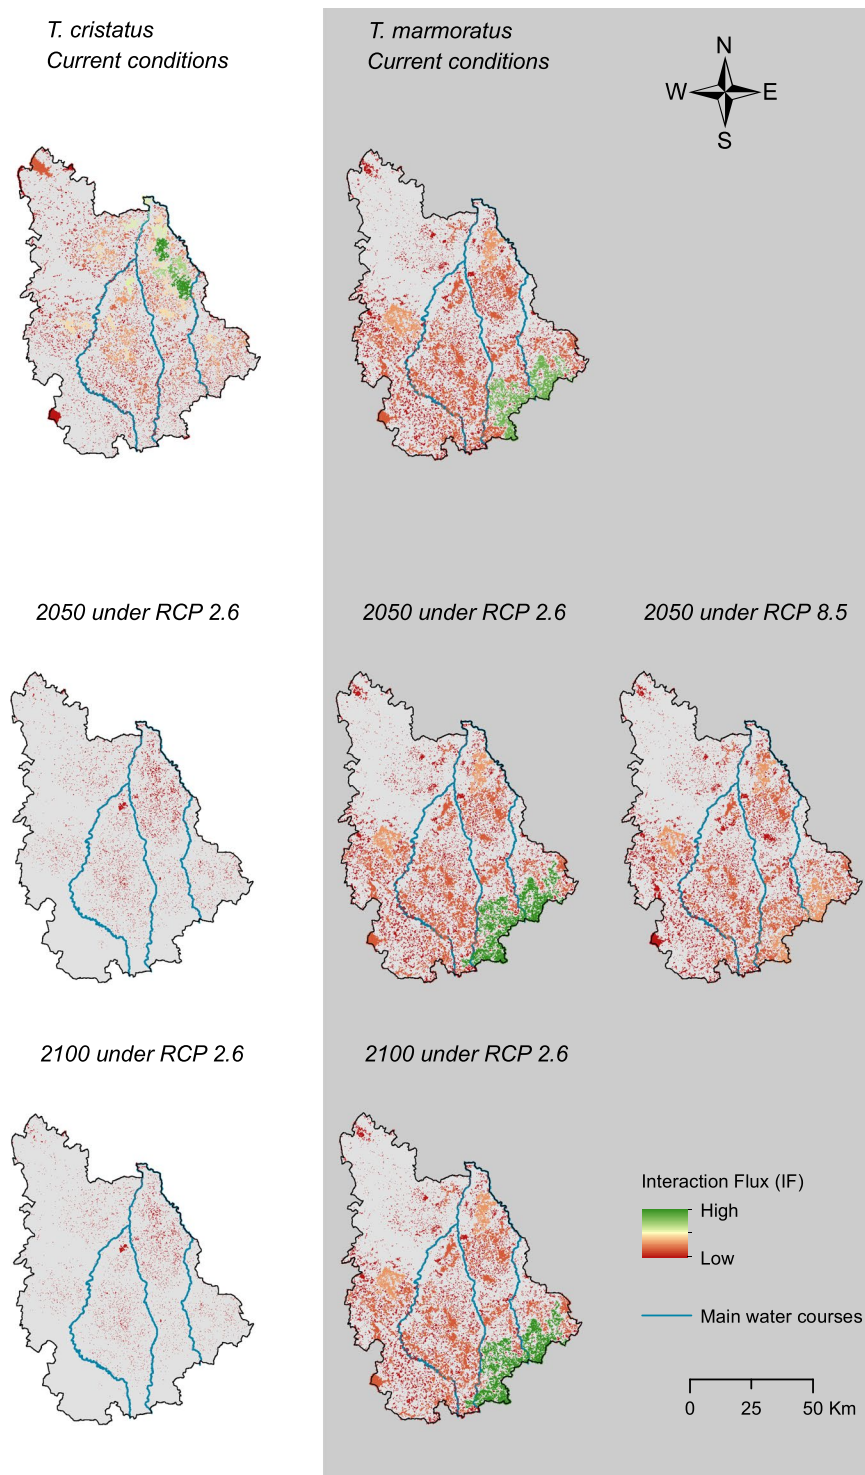 T. cristatus
Current conditions
T. marmoratus
Current conditions
N
W E
S
2050 under RCP 2.6
2050 under RCP 2.6
2050 under RCP 8.5
2100 under RCP 2.6
2100 under RCP 2.6
Interaction Flux (IF)
High
Low
Main water courses
0 25 50 Km